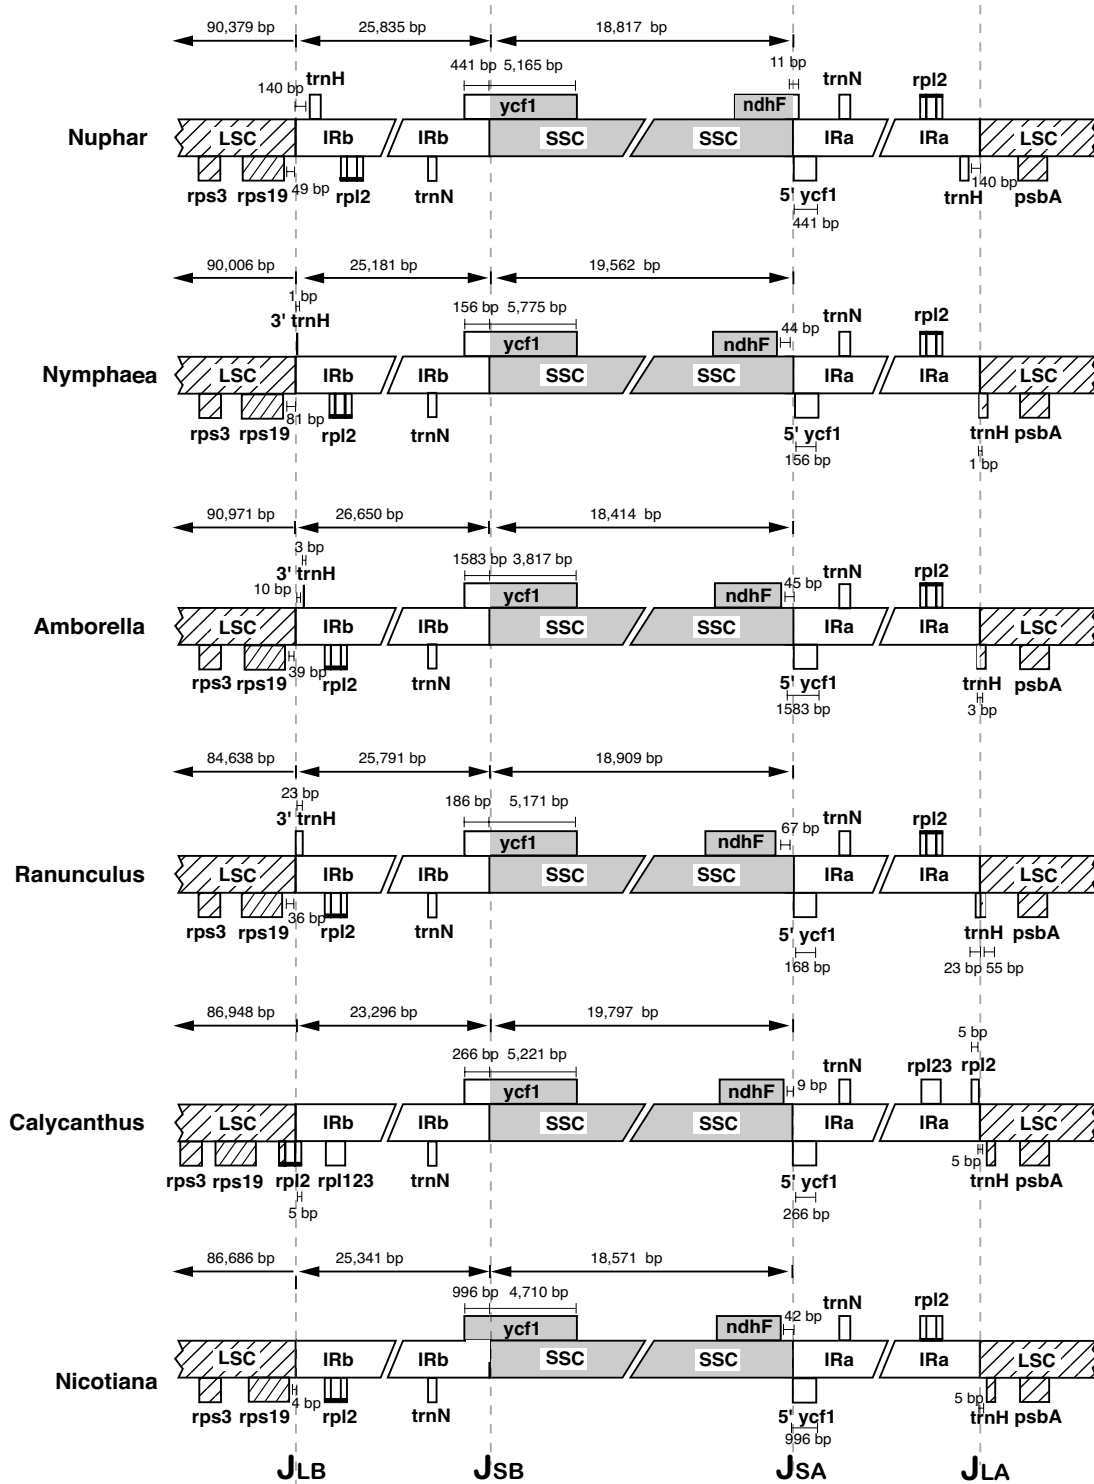 90,379 bp 25,835 bp 18,817 bp
441 bp 5,165 bp 11 bp
140 bp trnH trnN rpl2
ycf1 ndhF
Nuphar LSC IRb IRb SSC SSC IRa IRa LSC
rps3 rps19 49 bp rpl2 trnN 5' ycf1 trnH 140 bp psbA
441 bp
90,006 bp 25,181 bp 19,562 bp
1 bp 156 bp 5,775 bp
3' trnH 44 bp trnN rpl2
ycf1 ndhF
Nymphaea LSC IRb IRb SSC SSC IRa IRa LSC
rps3 rps19 81 bp rpl2 trnN 5' ycf1 trnH psbA
156 bp 1 bp
90,971 bp 26,650 bp 18,414 bp
3 bp 1583 bp 3,817 bp
3' trnH trnN rpl2
10 bp ycf1 ndhF 45 bp
Amborella LSC IRb IRb SSC SSC IRa IRa LSC
rps3 rps19 39 bp rpl2 trnN 5' ycf1 trnH psbA
1583 bp 3 bp
84,638 bp 25,791 bp 18,909 bp
23 bp 186 bp 5,171 bp
3' trnH 67 bp trnN rpl2
ycf1 ndhF
Ranunculus LSC IRb IRb SSC SSC IRa IRa LSC
rps3 rps19 36 bp rpl2 trnN 5' ycf1 trnH psbA
168 bp 23 bp 55 bp
86,948 bp 23,296 bp 19,797 bp
266 bp 5,221 bp 5 bp
trnN rpl23 rpl2
ycf1 ndhF 9 bp
Calycanthus LSC IRb IRb SSC SSC IRa IRa LSC
5 bp
rps3 rps19 rpl2 rpl123 trnN 5' ycf1 trnH psbA
5 bp 266 bp
86,686 bp 25,341 bp 18,571 bp
996 bp 4,710 bp trnN rpl2
ycf1 ndhF 42 bp
Nicotiana LSC IRb IRb SSC SSC IRa IRa LSC
rps3 rps19 4 bp rpl2 trnN 5' ycf1 5 bp trnH psbA
996 bp
JLB JSB JSA JLA